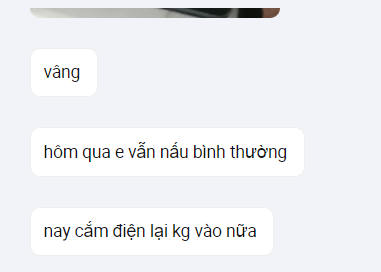 vâng
hôm qua e vẫn nấu bình thường
nay cắm điện lại kg vào nữa